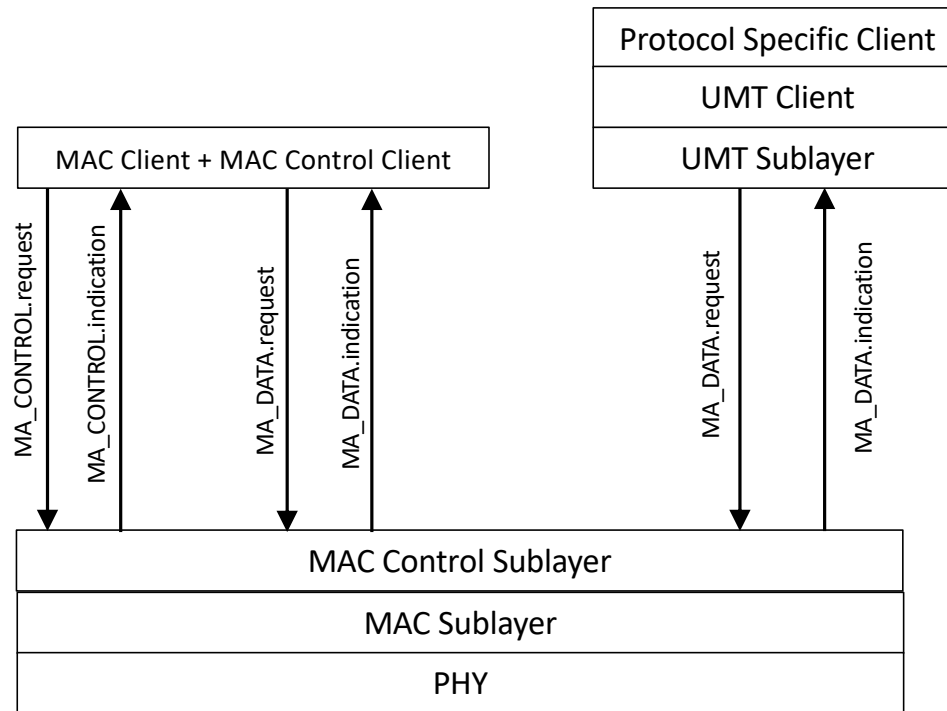 Protocol Specific Client
UMT Client
UMT Sublayer
MAC Client + MAC Control Client
MA_CONTROL.request
MA_CONTROL.indication
MA_DATA.request
MA_DATA.indication
MA_DATA.request
MA_DATA.indication
MAC Control Sublayer
MAC Sublayer
PHY